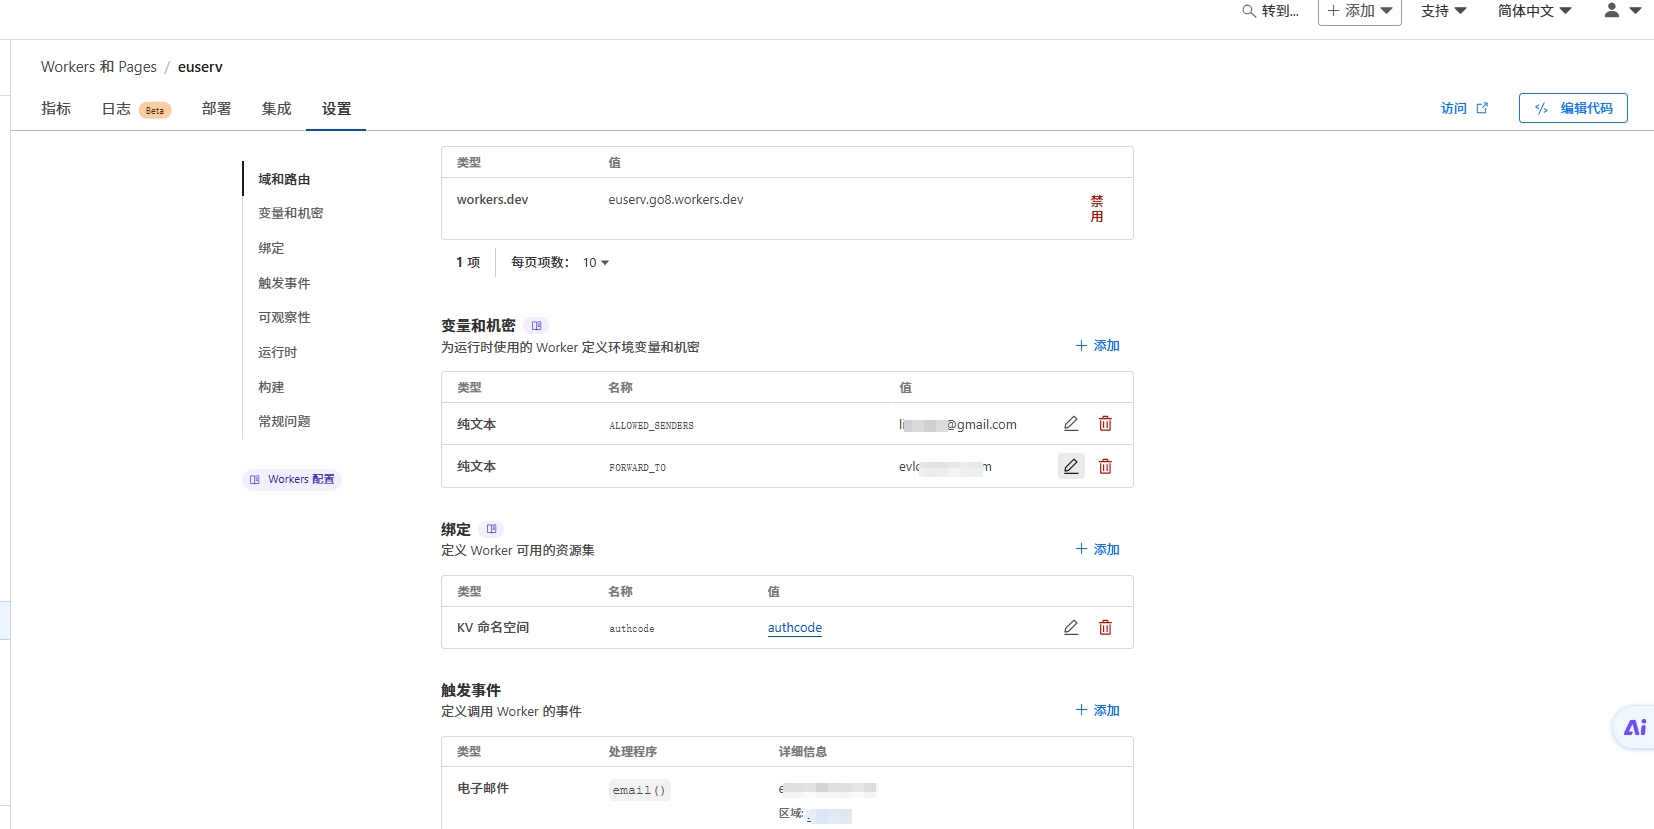 转到...
添加
支持
简体中文
Workers 和 Pages / euserv
指标
日志 Beta
部署
集成
设置
访问
编辑代码
域和路由
变量和机密
绑定
触发事件
可观察性
运行时
构建
常规问题
Workers 配置
类型 值
workers.dev euserv.go8.workers.dev 禁用
1 项 每页项数: 10
变量和机密
为运行时使用的 Worker 定义环境变量和机密
添加
类型 名称 值
纯文本 ALLOWED_SENDERS li @gmail.com
纯文本 FORWARD_TO evlo m
绑定
定义 Worker 可用的资源集
添加
类型 名称 值
KV 命名空间 authcode authcode
触发事件
定义调用 Worker 的事件
添加
类型 处理程序 详细信息
电子邮件 email() e
区域:
Ai